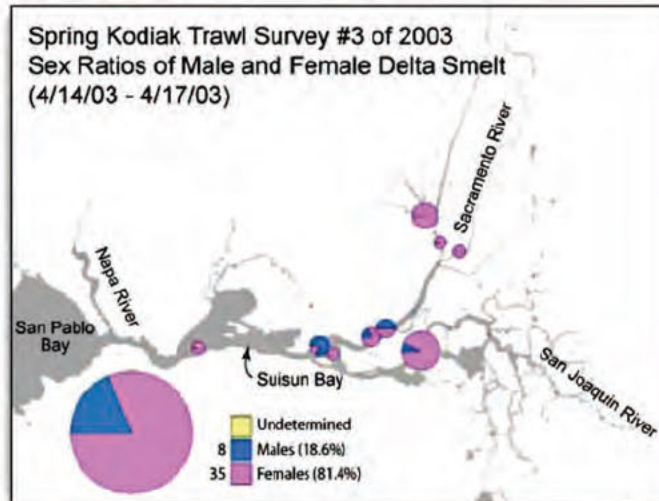 Spring Kodiak Trawl Survey #3 of 2003
Sex Ratios of Male and Female Delta Smelt
(4/14/03 - 4/17/03)
Sacramento River
Napa River
San Pablo
Bay
Suisun Bay
San Joaquin River
Undetermined
8 Males (18.6%)
35 Females (81.4%)